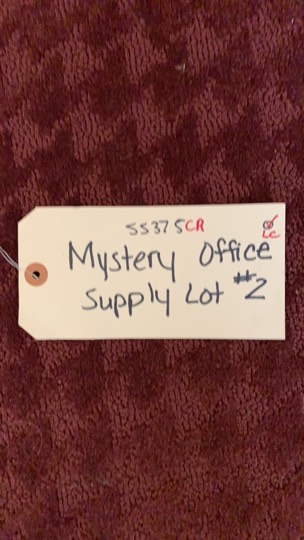 55375CR
Mystery Office
Supply Lot #2